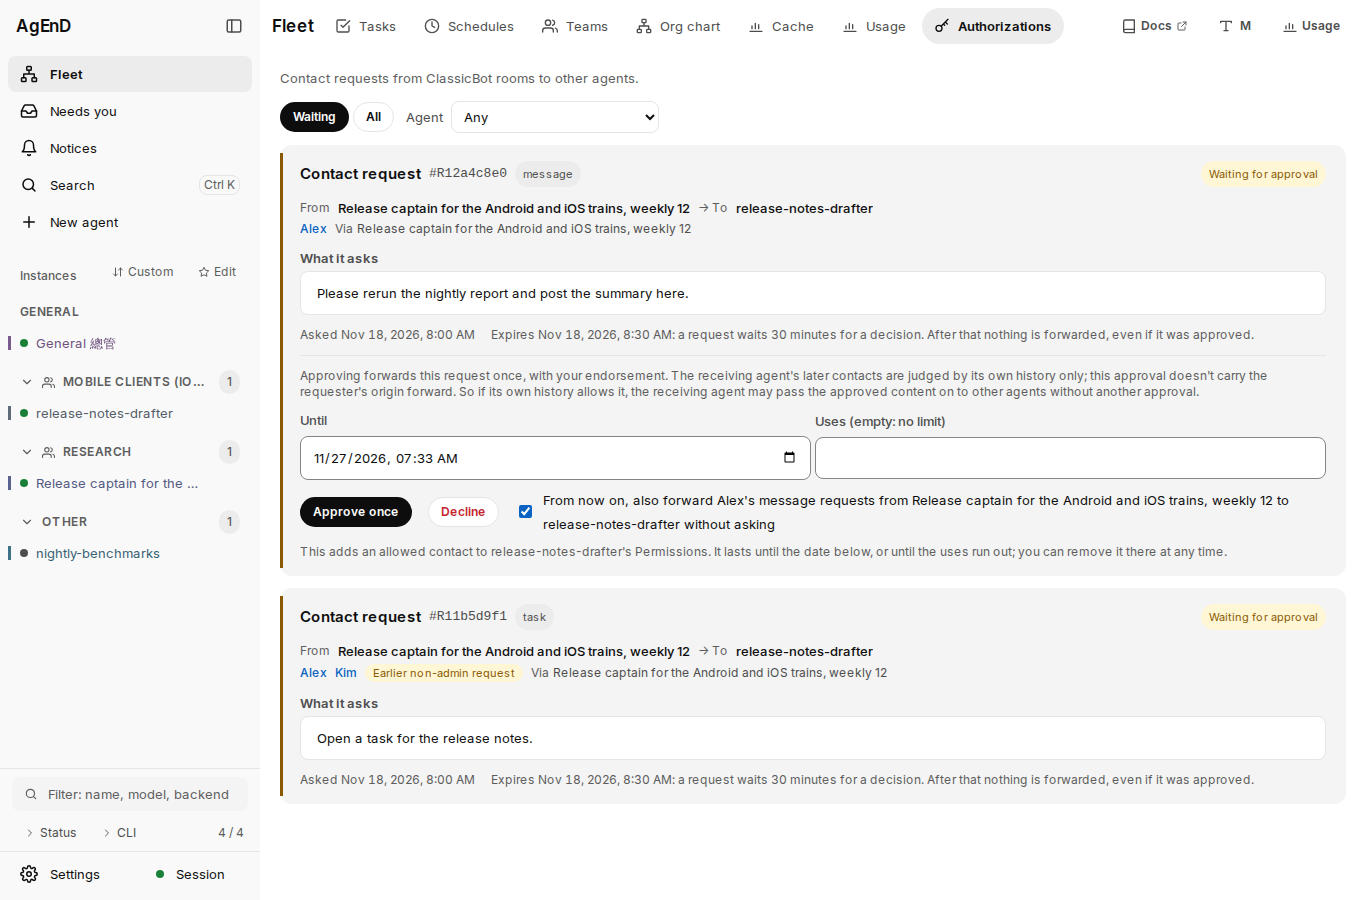 AgEnD
Fleet
Needs you
Notices
Search
Ctrl K
New agent
Instances
Custom
Edit
GENERAL
General 總管
MOBILE CLIENTS (IO...
1
release-notes-drafter
RESEARCH
1
Release captain for the ...
OTHER
1
nightly-benchmarks
Filter: name, model, backend
Status
CLI
4 / 4
Settings
Session
Fleet
Tasks
Schedules
Teams
Org chart
Cache
Usage
Authorizations
Docs
M
Usage
Contact requests from ClassicBot rooms to other agents.
Waiting
All
Agent
Any
Contact request #R12a4c8e0 message
Waiting for approval
From Release captain for the Android and iOS trains, weekly 12 → To release-notes-drafter
Alex Via Release captain for the Android and iOS trains, weekly 12
What it asks
Please rerun the nightly report and post the summary here.
Asked Nov 18, 2026, 8:00 AM Expires Nov 18, 2026, 8:30 AM: a request waits 30 minutes for a decision. After that nothing is forwarded, even if it was approved.
Approving forwards this request once, with your endorsement. The receiving agent's later contacts are judged by its own history only; this approval doesn't carry the
requester's origin forward. So if its own history allows it, the receiving agent may pass the approved content on to other agents without another approval.
Until
Uses (empty: no limit)
11/27/2026, 07:33 AM
Approve once
Decline
From now on, also forward Alex's message requests from Release captain for the Android and iOS trains, weekly 12 to
release-notes-drafter without asking
This adds an allowed contact to release-notes-drafter's Permissions. It lasts until the date below, or until the uses run out; you can remove it there at any time.
Contact request #R11b5d9f1 task
Waiting for approval
From Release captain for the Android and iOS trains, weekly 12 → To release-notes-drafter
Alex Kim Earlier non-admin request Via Release captain for the Android and iOS trains, weekly 12
What it asks
Open a task for the release notes.
Asked Nov 18, 2026, 8:00 AM Expires Nov 18, 2026, 8:30 AM: a request waits 30 minutes for a decision. After that nothing is forwarded, even if it was approved.